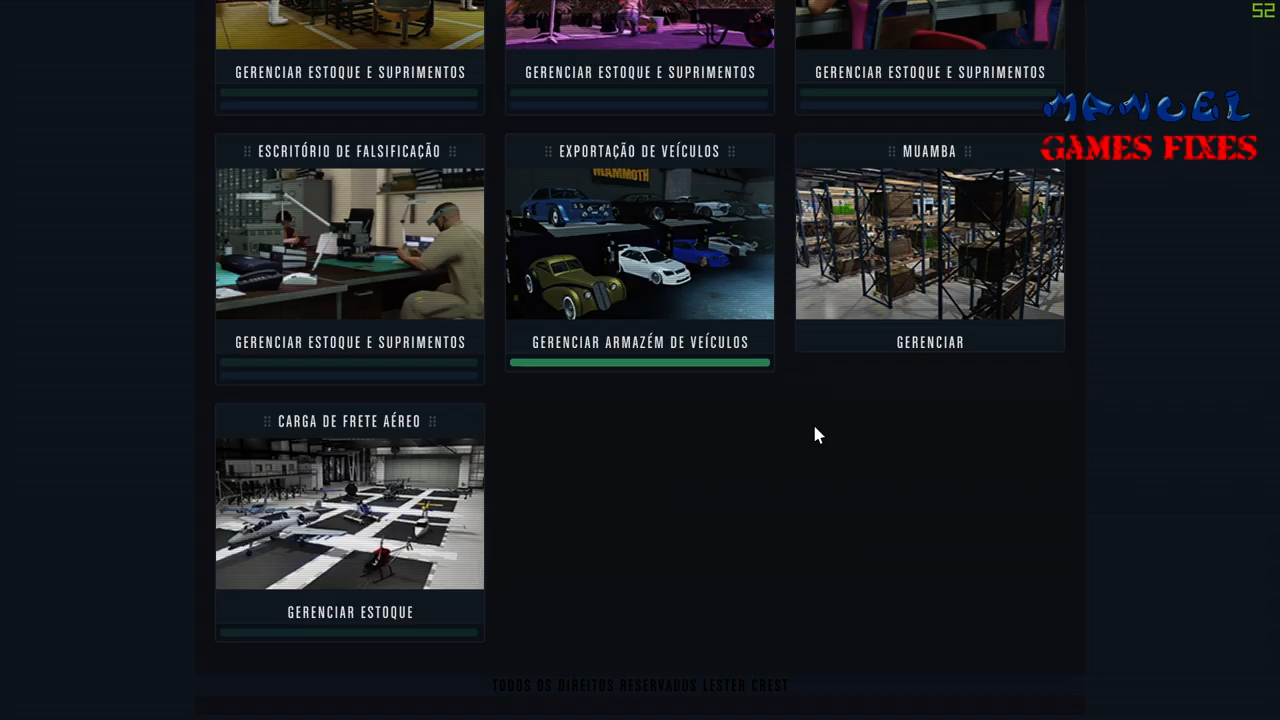 52
GERENCIAR ESTOQUE E SUPRIMENTOS
GERENCIAR ESTOQUE E SUPRIMENTOS
GERENCIAR ESTOQUE E SUPRIMENTOS
MANUEL
GAMES FIXES
ESCRITÓRIO DE FALSIFICAÇÃO
EXPORTAÇÃO DE VEÍCULOS
MUAMBA
MAMMOTH
GERENCIAR ESTOQUE E SUPRIMENTOS
GERENCIAR ARMAZÉM DE VEÍCULOS
GERENCIAR
CARGA DE FRETE AÉREO
GERENCIAR ESTOQUE
TODOS OS DIREITOS RESERVADOS LESTER CREST